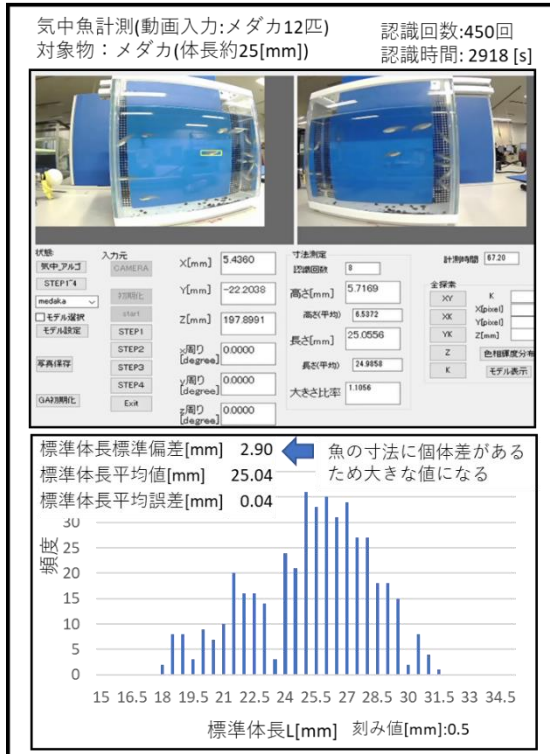 気中魚計測(動画入力:メダカ12匹)
対象物：メダカ(体長約25[mm])
認識回数:450回
認識時間: 2918 [s]
状態
気中_アルゴ
STEP1~4
medaka
モデル選択
モデル設定
写真保存
GA初期化
入力元
CAMERA
初期化
start
STEP1
STEP2
STEP3
STEP4
Exit
X[mm] 5.4360
Y[mm] -22.2038
Z[mm] 197.8991
x周り[degree] 0.0000
y周り[degree] 0.0000
z周り[degree] 0.0000
寸法測定
認識回数 8
高さ[mm] 5.7169
高さ(平均) 6.5372
長さ[mm] 25.0556
長さ(平均) 24.9858
大きさ比率 1.1056
計測時間 67.20
全探索
XY
XK
YK
Z
K
K
X[pixel]
Y[pixel]
Z[mm]
色相輝度分布
モデル表示
標準体長標準偏差[mm] 2.90
標準体長平均値[mm] 25.04
標準体長平均誤差[mm] 0.04
魚の寸法に個体差がある
ため大きな値になる
頻度
30
25
20
15
10
5
0
15 16.5 18 19.5 21 22.5 24 25.5 27 28.5 30 31.5 33 34.5
標準体長L[mm] 刻み値[mm]:0.5